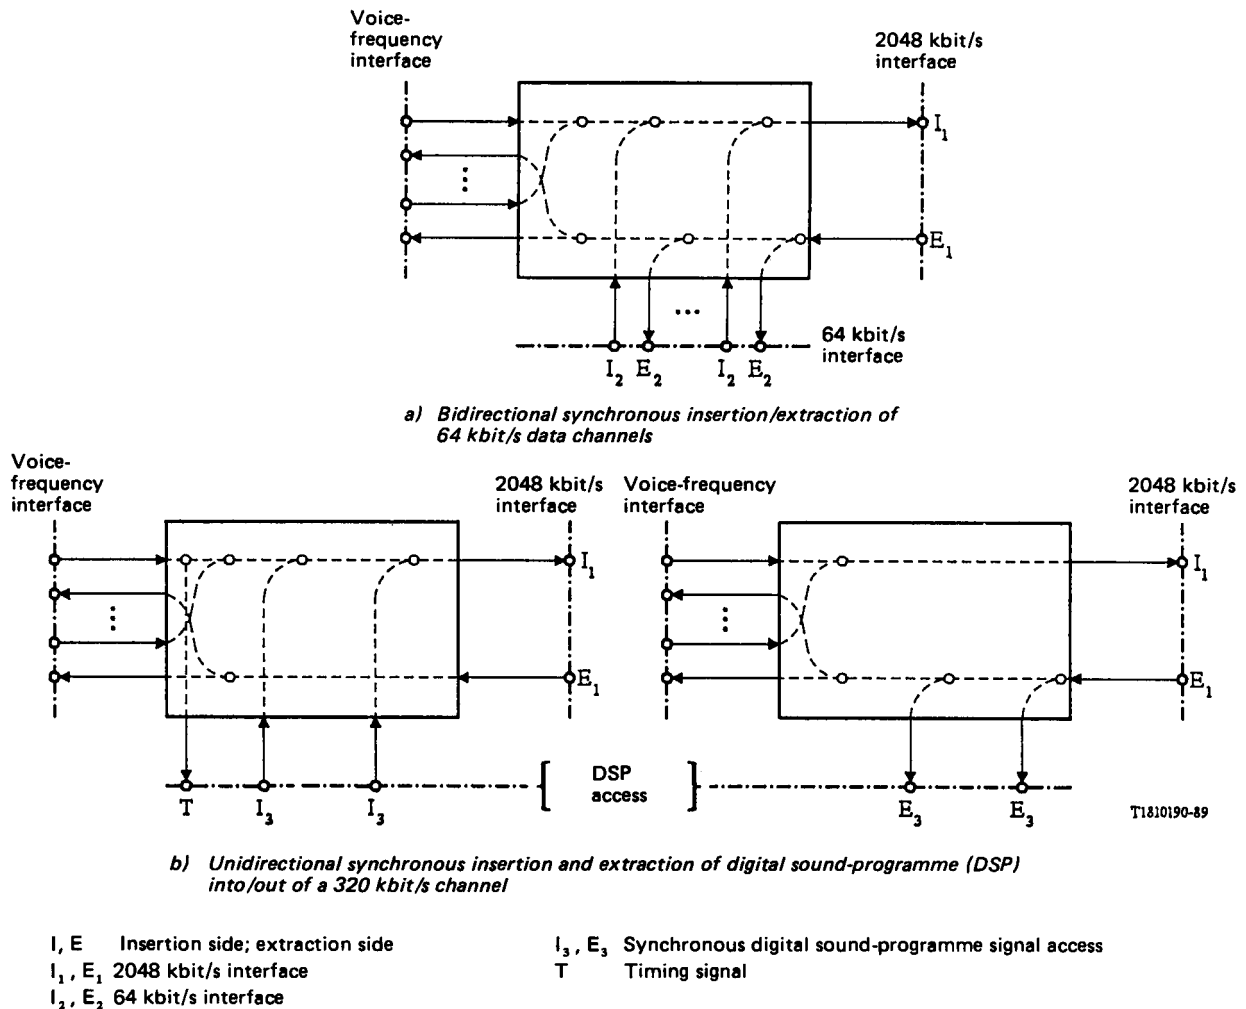 Voice-
frequency
interface
2048 kbit/s
interface
I₁
E₁
64 kbit/s
interface
I₂ E₂ I₂ E₂
a) Bidirectional synchronous insertion/extraction of
64 kbit/s data channels
Voice-
frequency
interface
2048 kbit/s
interface
I₁
E₁
T I₃ I₃
DSP
access
Voice-frequency
interface
2048 kbit/s
interface
I₁
E₁
E₃ E₃
T1810190-89
b) Unidirectional synchronous insertion and extraction of digital sound-programme (DSP)
into/out of a 320 kbit/s channel
I, E Insertion side; extraction side
I₁, E₁ 2048 kbit/s interface
I₂, E₂ 64 kbit/s interface
I₃, E₃ Synchronous digital sound-programme signal access
T Timing signal